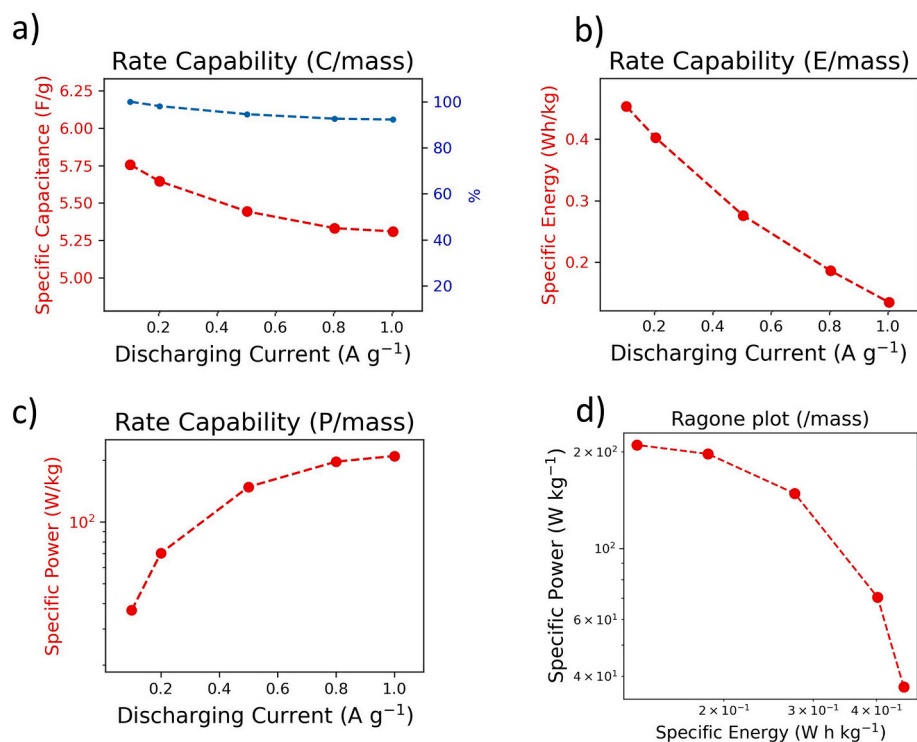 a)
Rate Capability (C/mass)
Specific Capacitance (F/g)
6.25
6.00
5.75
5.50
5.25
5.00
100
80
60
40
20
%
0.2
0.4
0.6
0.8
1.0
Discharging Current (A g⁻¹)
b)
Rate Capability (E/mass)
Specific Energy (Wh/kg)
0.4
0.3
0.2
0.2
0.4
0.6
0.8
1.0
Discharging Current (A g⁻¹)
c)
Rate Capability (P/mass)
Specific Power (W/kg)
10²
0.2
0.4
0.6
0.8
1.0
Discharging Current (A g⁻¹)
d)
Ragone plot (/mass)
Specific Power (W kg⁻¹)
2 × 10²
10²
6 × 10¹
4 × 10¹
2 × 10⁻¹
3 × 10⁻¹
4 × 10⁻¹
Specific Energy (W h kg⁻¹)